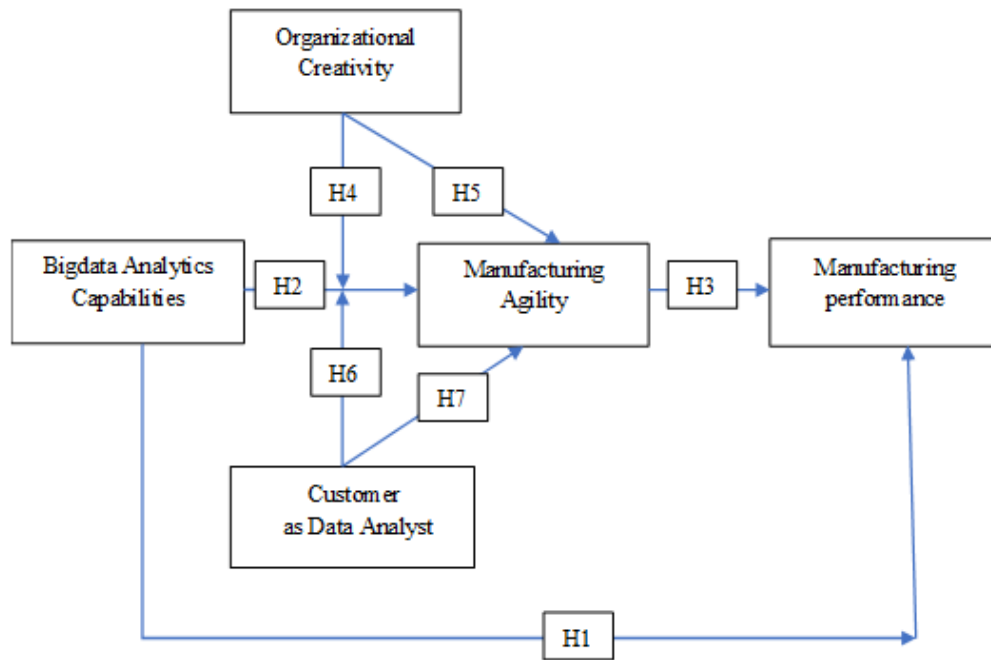 Organizational
Creativity
H4
H5
Bigdata Analytics
Capabilities
H2
Manufacturing
Agility
H3
Manufacturing
performance
H6
H7
Customer
as Data Analyst
H1